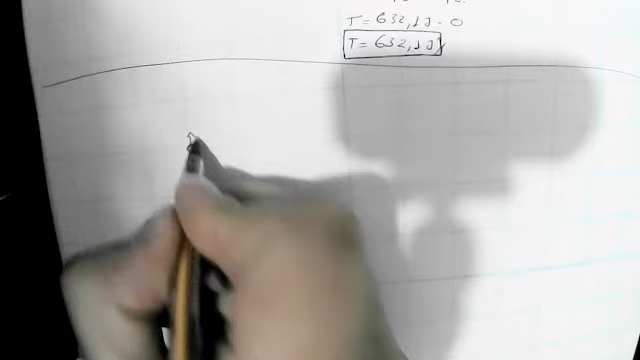 T = 632,1 J - 0
T = 632,1 J